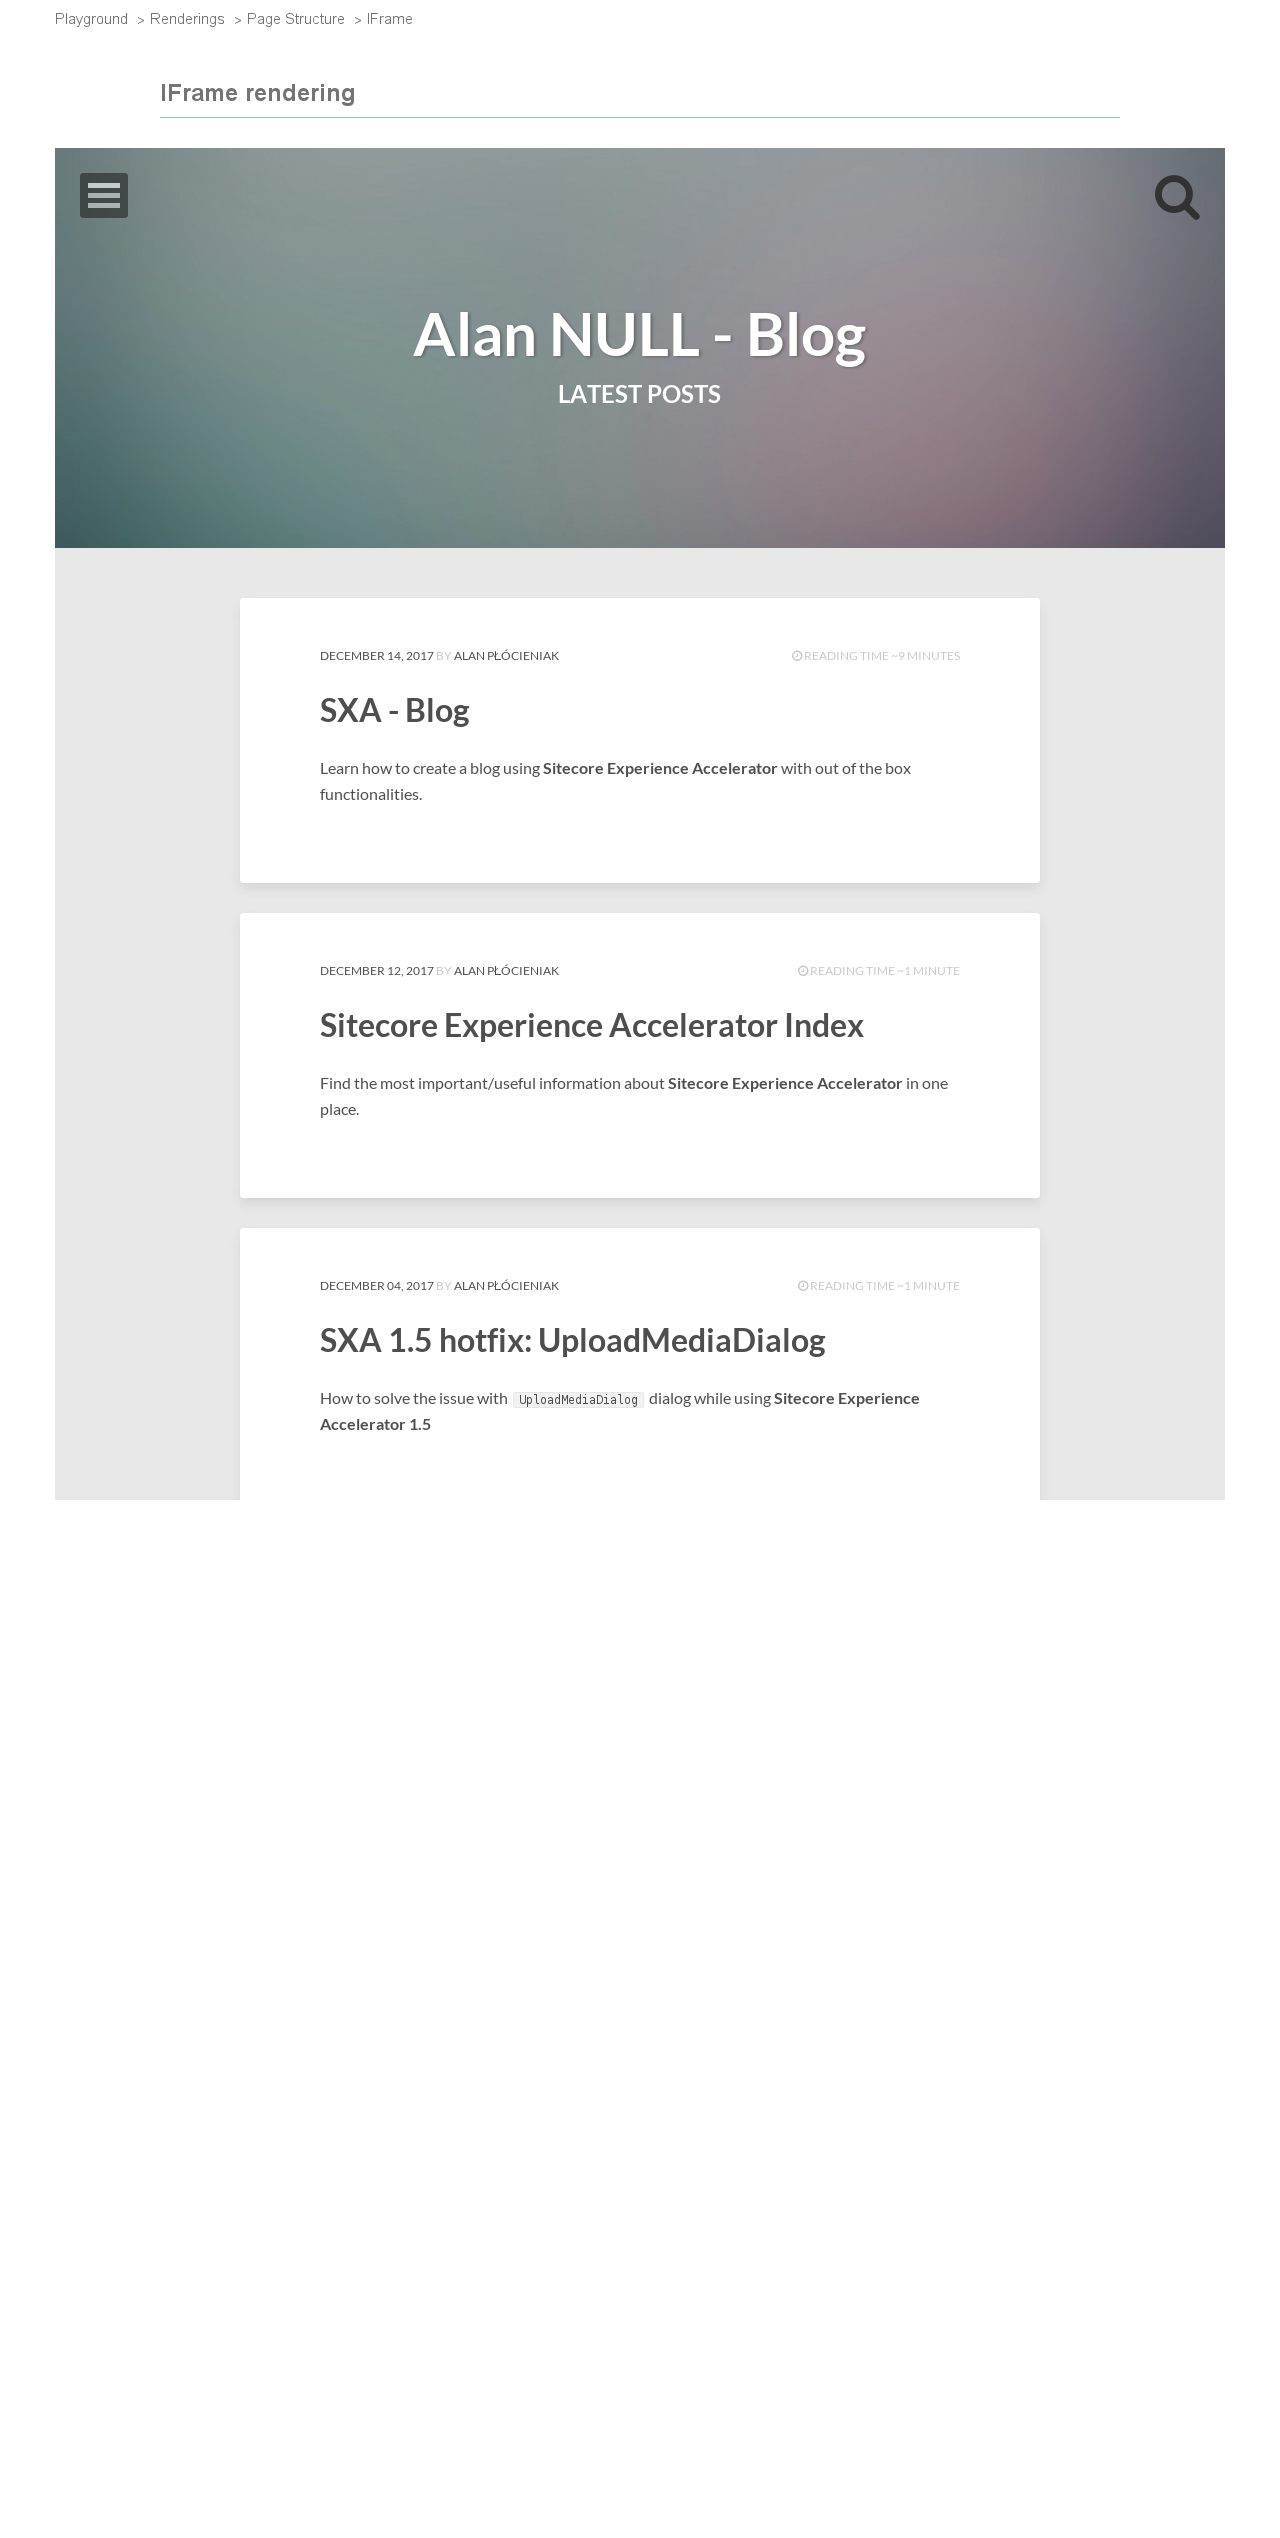 Playground > Renderings > Page Structure > IFrame
IFrame rendering
Alan NULL - Blog
LATEST POSTS
DECEMBER 14, 2017 BY ALAN PŁÓCIENIAK READING TIME ~9 MINUTES
SXA - Blog
Learn how to create a blog using Sitecore Experience Accelerator with out of the box
functionalities.
DECEMBER 12, 2017 BY ALAN PŁÓCIENIAK READING TIME ~1 MINUTE
Sitecore Experience Accelerator Index
Find the most important/useful information about Sitecore Experience Accelerator in one
place.
DECEMBER 04, 2017 BY ALAN PŁÓCIENIAK READING TIME ~1 MINUTE
SXA 1.5 hotfix: UploadMediaDialog
How to solve the issue with UploadMediaDialog dialog while using Sitecore Experience
Accelerator 1.5